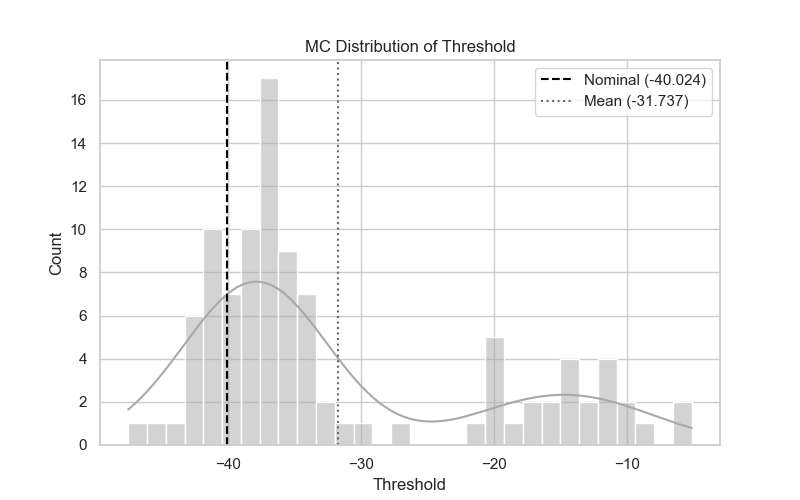 MC Distribution of Threshold
Nominal (-40.024)
Mean (-31.737)
Count
16
14
12
10
8
6
4
2
0
−40
−30
−20
−10
Threshold